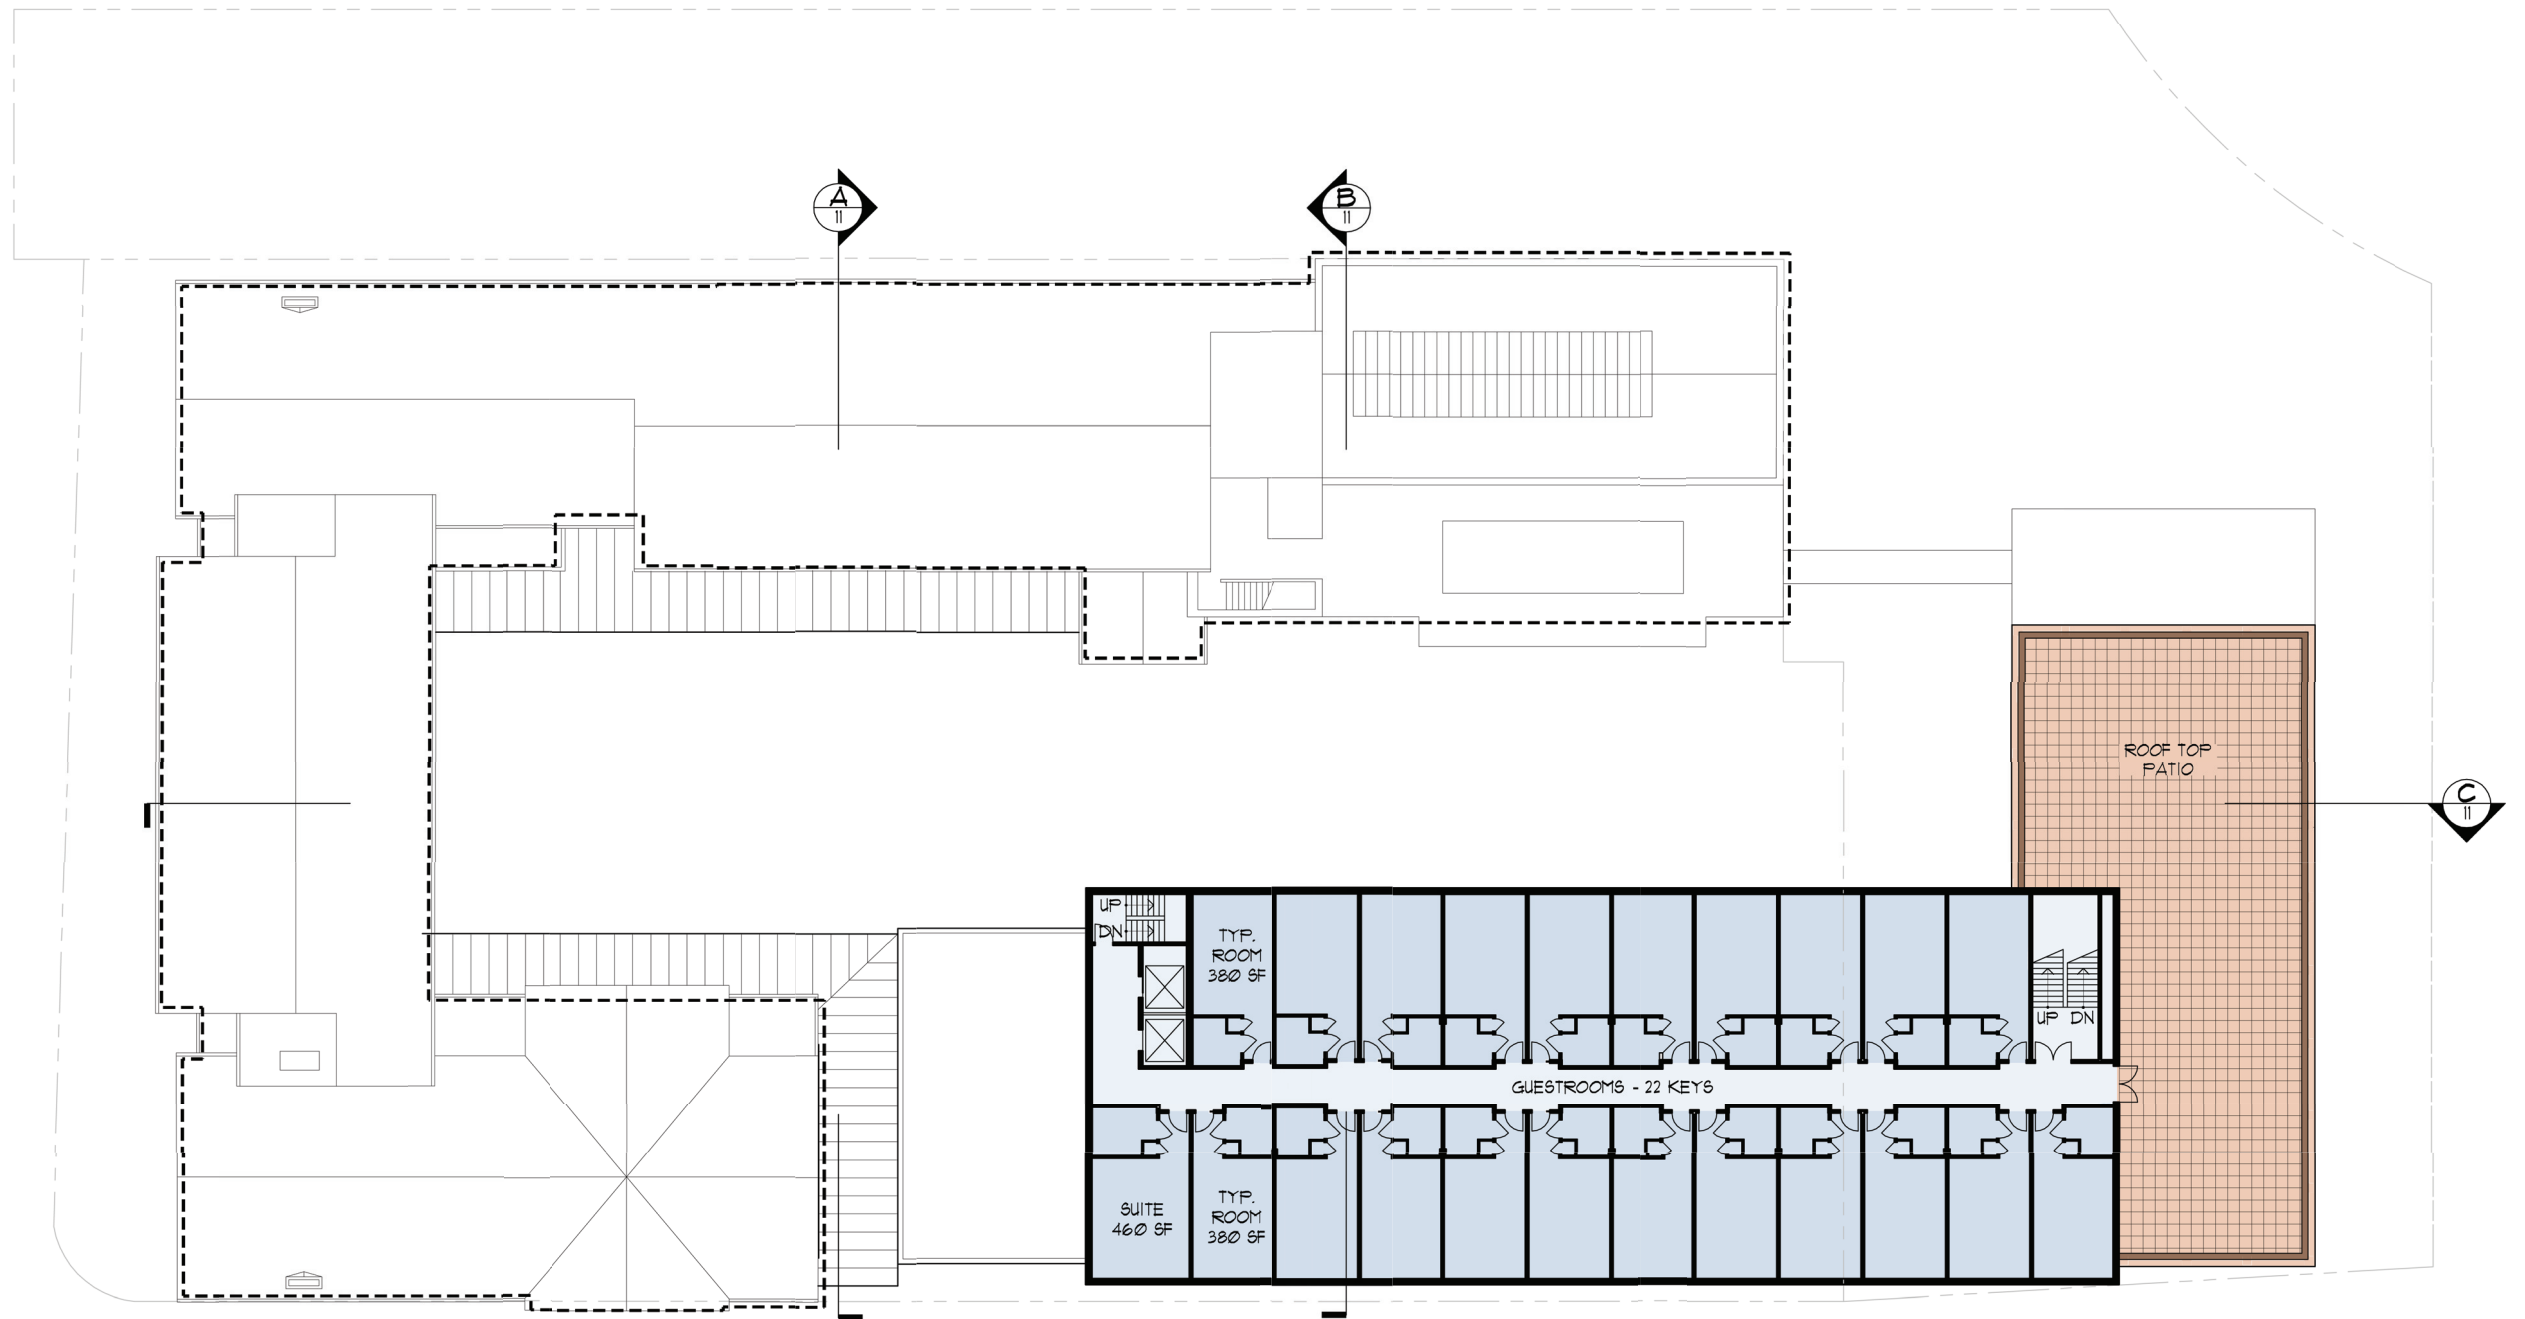 A
11
B
11
ROOF TOP
PATIO
C
11
UP
DN
TYP.
ROOM
380 SF
UP DN
GUESTROOMS - 22 KEYS
SUITE
460 SF
TYP.
ROOM
380 SF